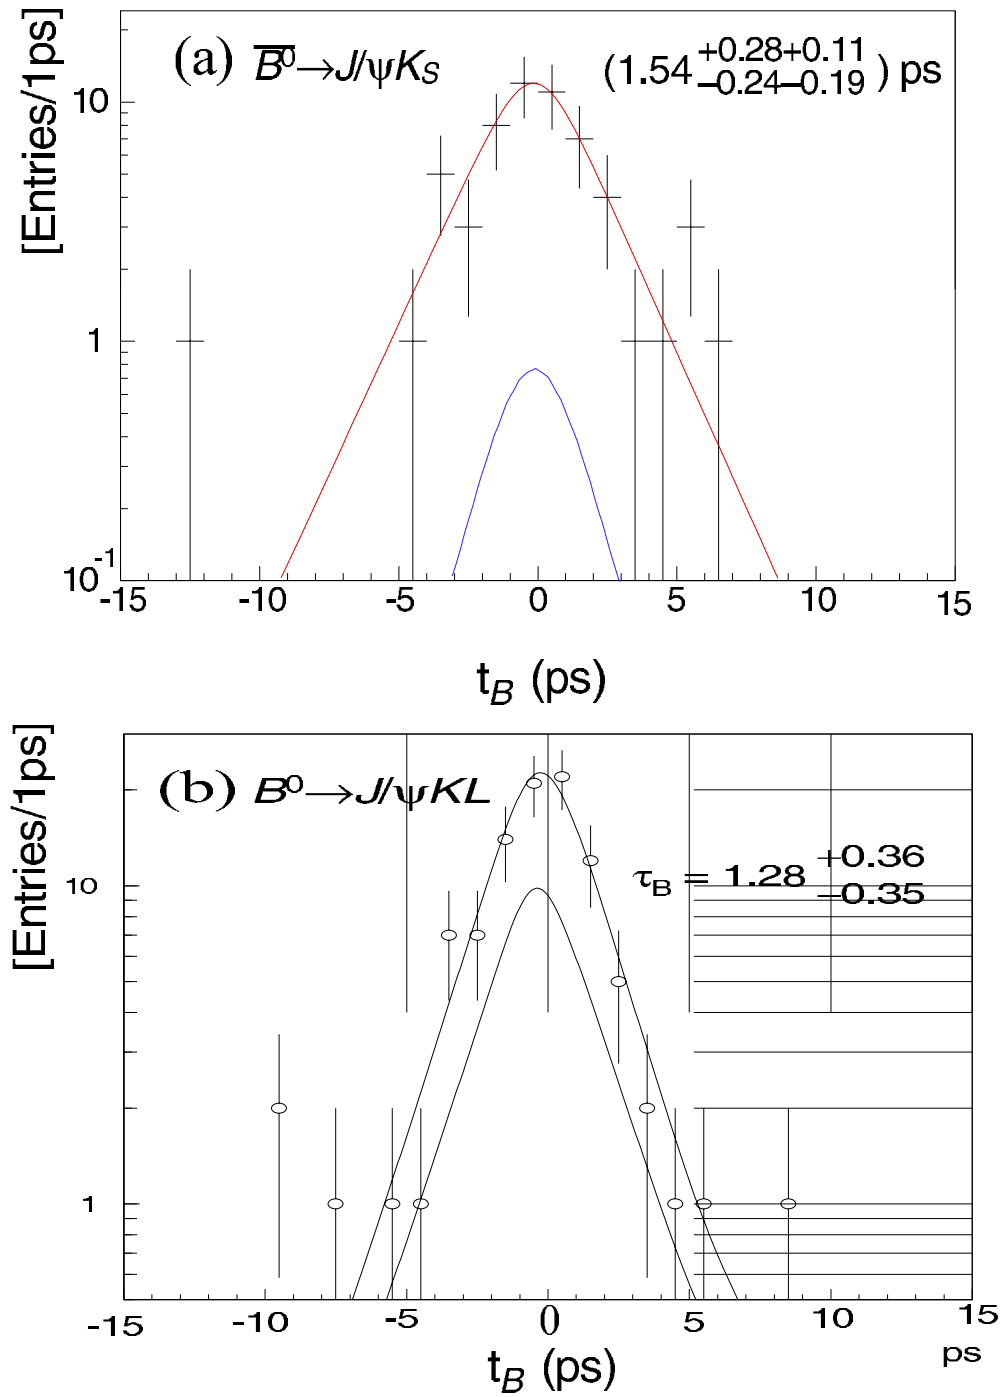 [Entries/1ps]
(a) B⁰→J/ψK_S
(1.54 +0.28+0.11 −0.24−0.19 ) ps
10
1
10⁻¹
-15 -10 -5 0 5 10 15
t_B (ps)
[Entries/1ps]
(b) B⁰→J/ψKL
τ_B = 1.28 +0.36 −0.35
10
1
-15 -10 -5 0 5 10 15
ps
t_B (ps)